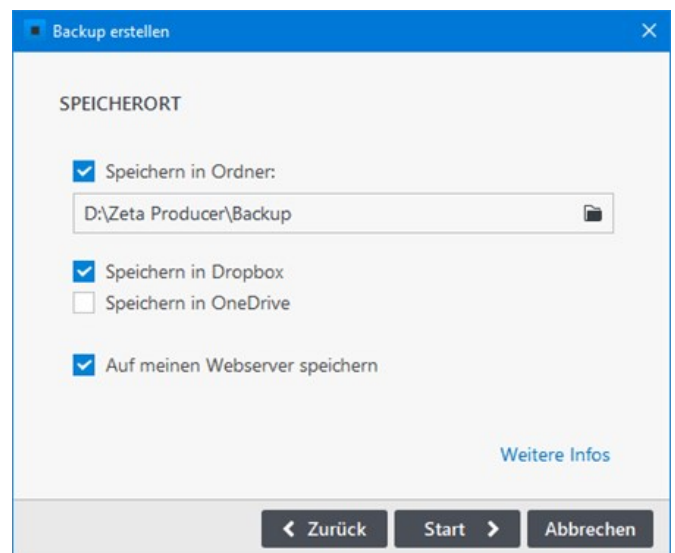 Backup erstellen
SPEICHERORT
Speichern in Ordner:
D:\Zeta Producer\Backup
Speichern in Dropbox
Speichern in OneDrive
Auf meinen Webserver speichern
Weitere Infos
Zurück
Start
Abbrechen